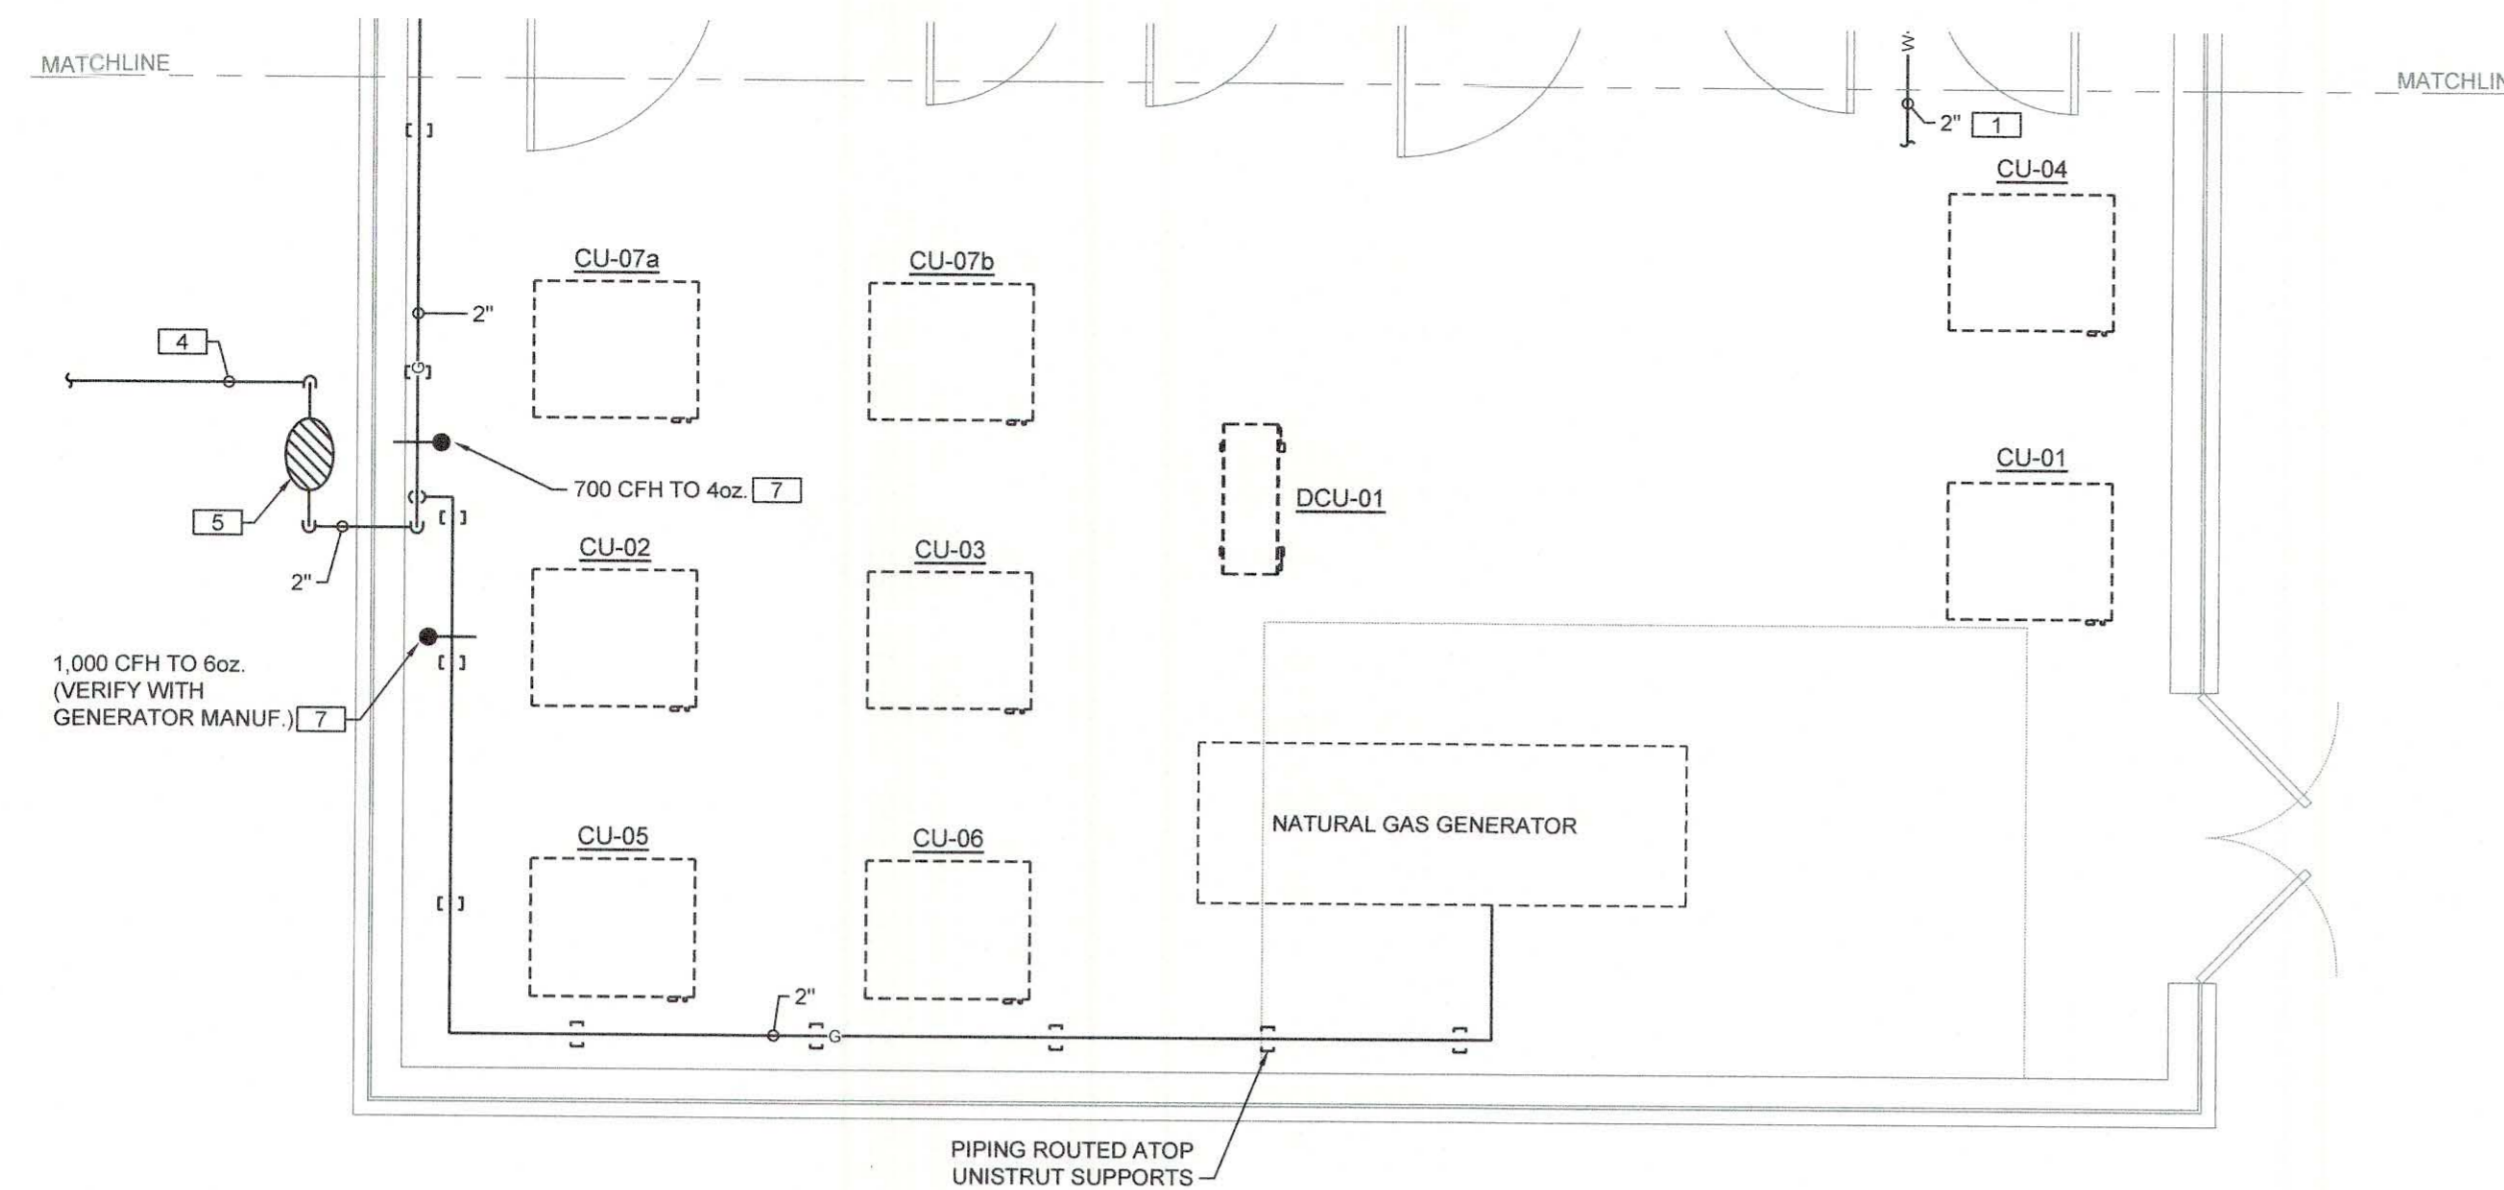 MATCHLINE
MATCHLIN
W
2" 1
CU-04
CU-07a
CU-07b
2"
4
G
700 CFH TO 4oz. 7
DCU-01
CU-01
5
2"
CU-02
CU-03
1,000 CFH TO 6oz.
(VERIFY WITH
GENERATOR MANUF.) 7
NATURAL GAS GENERATOR
CU-05
CU-06
2"
G
PIPING ROUTED ATOP
UNISTRUT SUPPORTS